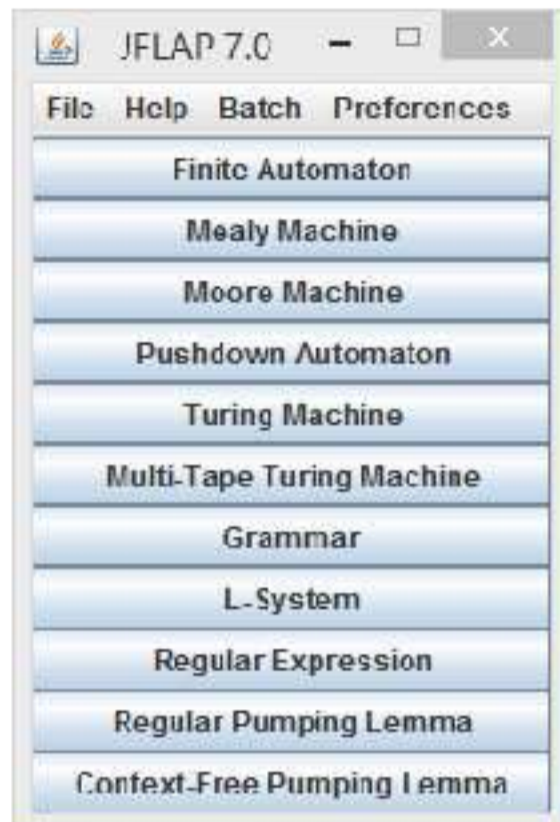 JFLAP 7.0
File Help Batch Preferences
Finite Automaton
Mealy Machine
Moore Machine
Pushdown Automaton
Turing Machine
Multi-Tape Turing Machine
Grammar
L-System
Regular Expression
Regular Pumping Lemma
Context-Free Pumping Lemma